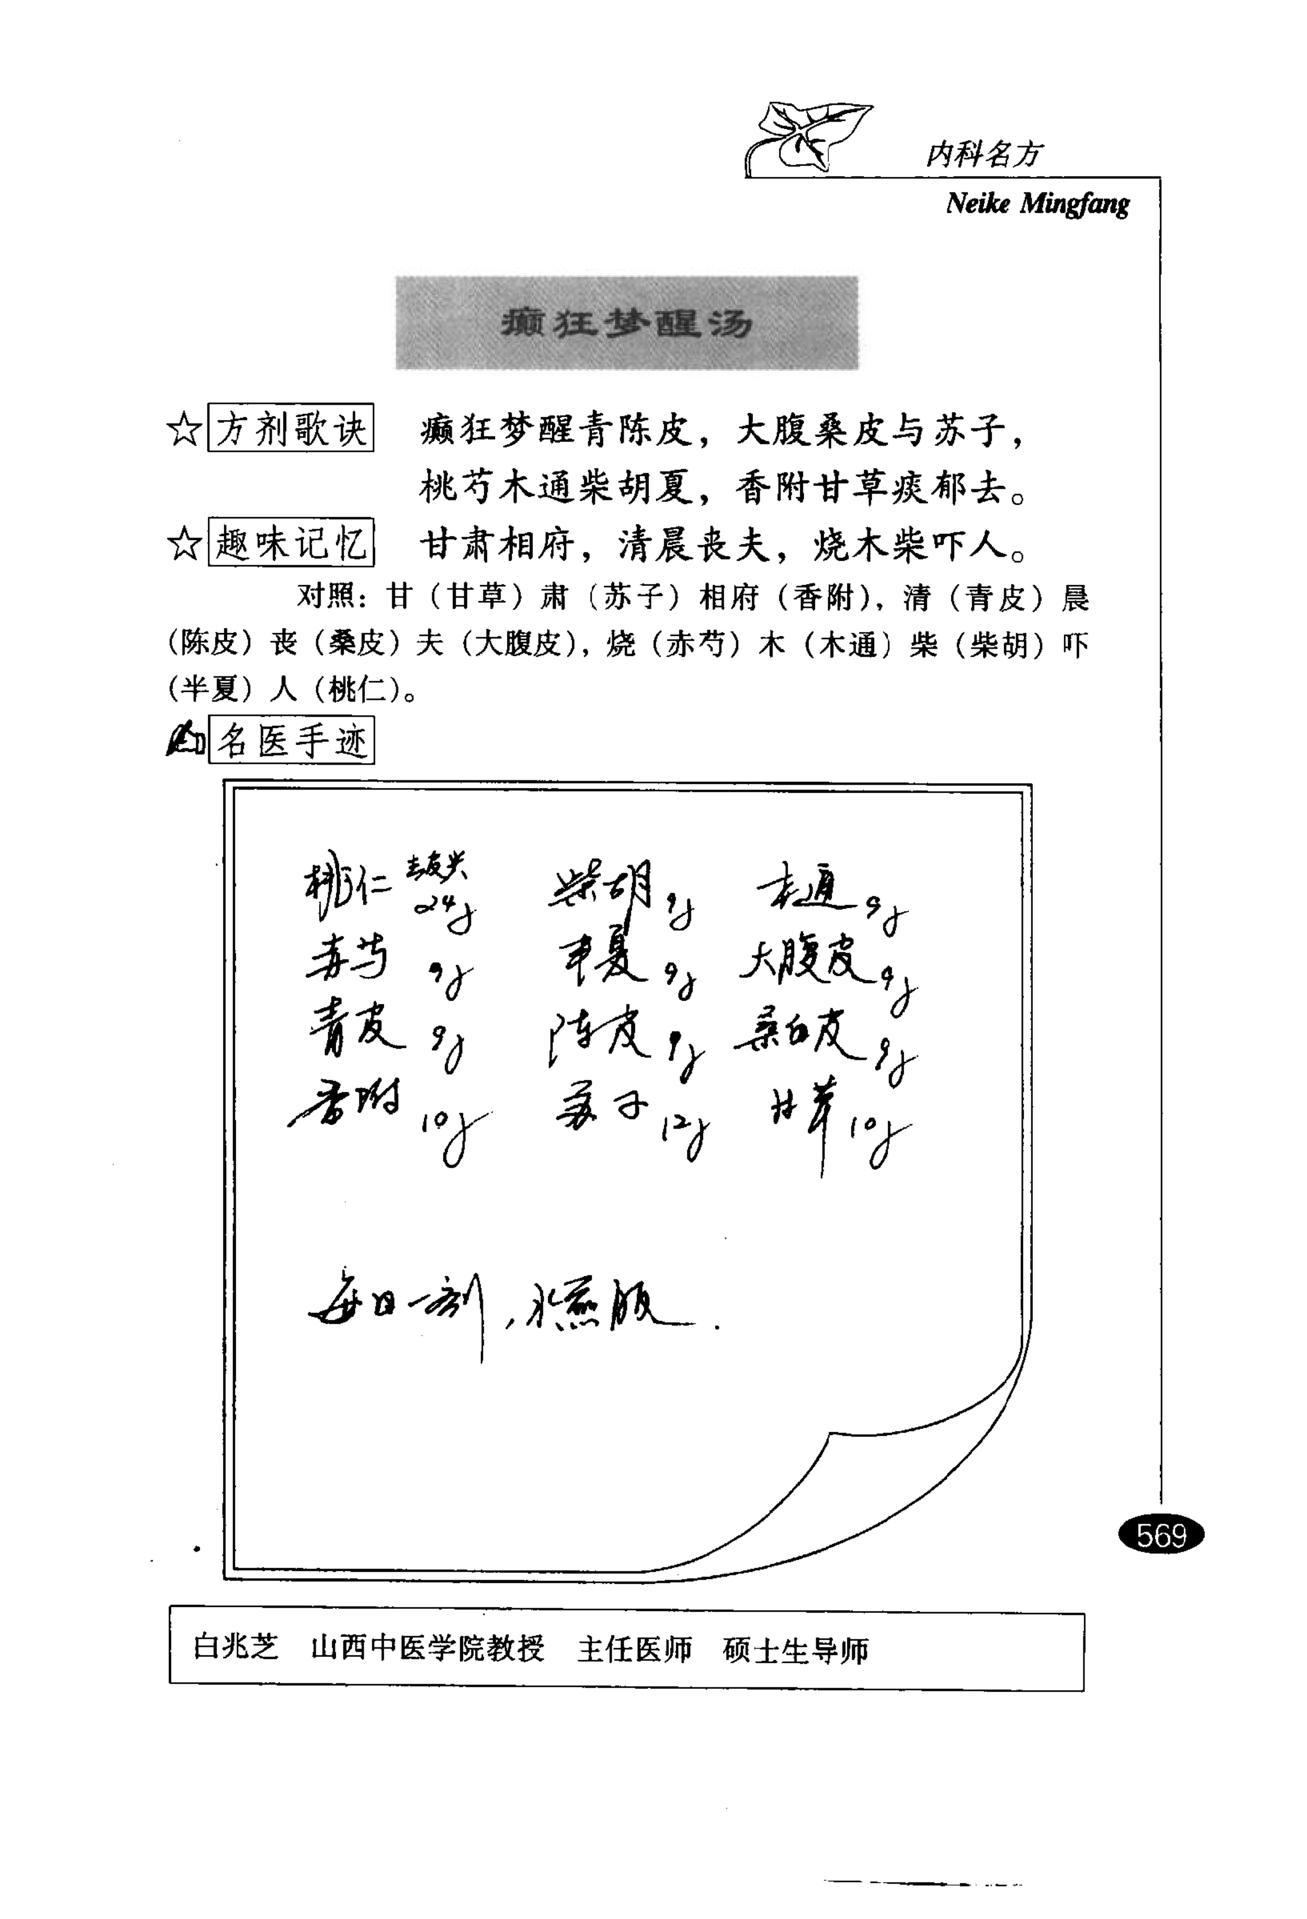 内科名方
Neike Mingfang
癫狂梦醒汤
☆方剂歌诀 癫狂梦醒青陈皮，大腹桑皮与苏子，
桃芍木通柴胡夏，香附甘草痰郁去。
☆趣味记忆 甘肃相府，清晨丧夫，烧木柴吓人。
对照：甘（甘草）肃（苏子）相府（香附），清（青皮）晨
（陈皮）丧（桑皮）夫（大腹皮），烧（赤芍）木（木通）柴（柴胡）吓
（半夏）人（桃仁）。
名医手迹
桃仁 去皮尖 24g 柴胡 9g 木通 9g
赤芍 9g 半夏 9g 大腹皮 9g
青皮 9g 陈皮 9g 桑白皮 9g
香附 10g 苏子 12g 甘草 10g
每日一剂，水煎服.
569
白兆芝 山西中医学院教授 主任医师 硕士生导师